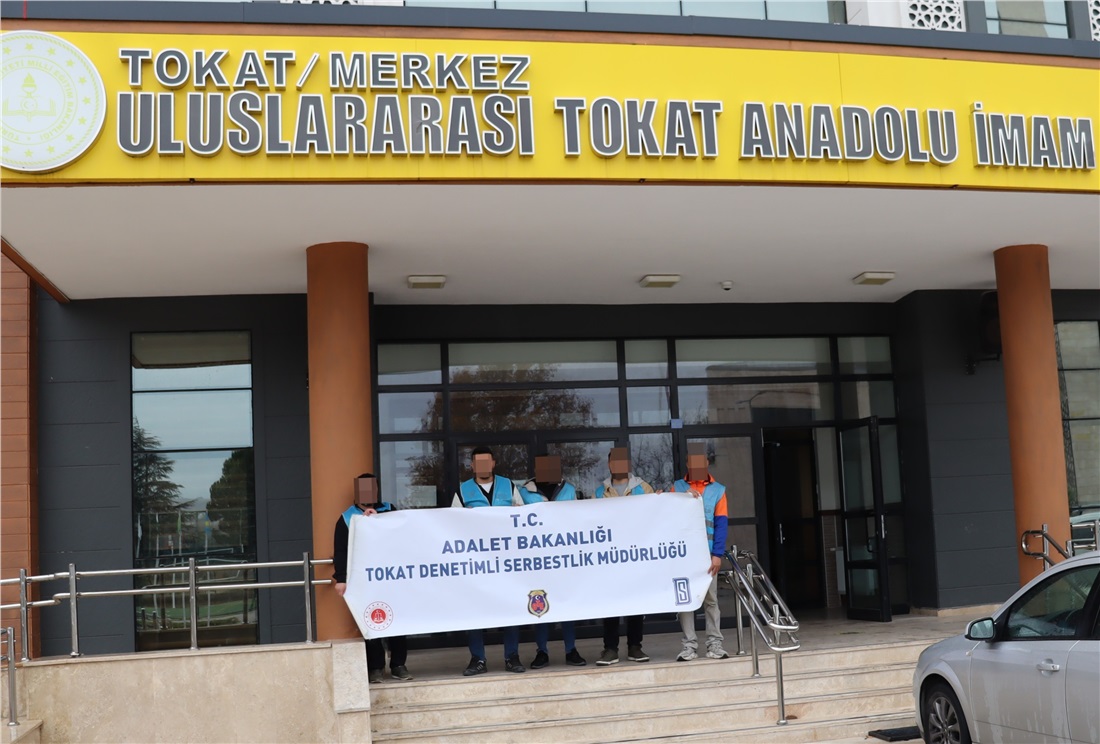 TOKAT/MERKEZ
ULUSLARARASI TOKAT ANADOLU İMAM
T.C.
ADALET BAKANLIĞI
TOKAT DENETİMLİ SERBESTLİK MÜDÜRLÜĞÜ